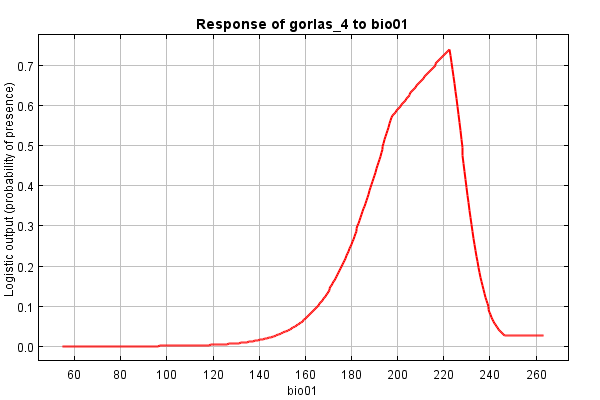 Response of gorlas_4 to bio01
Logistic output (probability of presence)
0.7
0.6
0.5
0.4
0.3
0.2
0.1
0.0
60 80 100 120 140 160 180 200 220 240 260
bio01